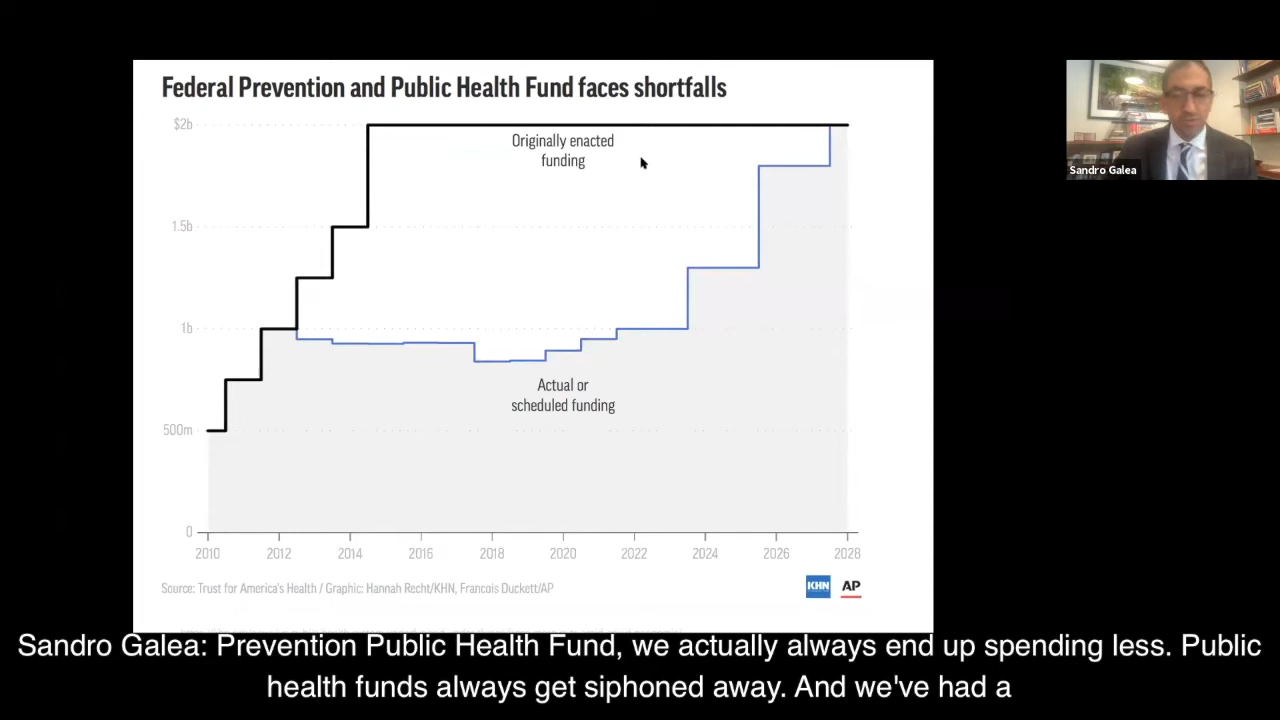 Federal Prevention and Public Health Fund faces shortfalls
$2b
Originally enacted
funding
Sandro Galea
1.5b
1b
Actual or
scheduled funding
500m
0
2010 2012 2014 2016 2018 2020 2022 2024 2026 2028
Source: Trust for America's Health / Graphic: Hannah Recht/KHN, Francois Duckett/AP
KHN AP
Sandro Galea: Prevention Public Health Fund, we actually always end up spending less. Public
health funds always get siphoned away. And we've had a